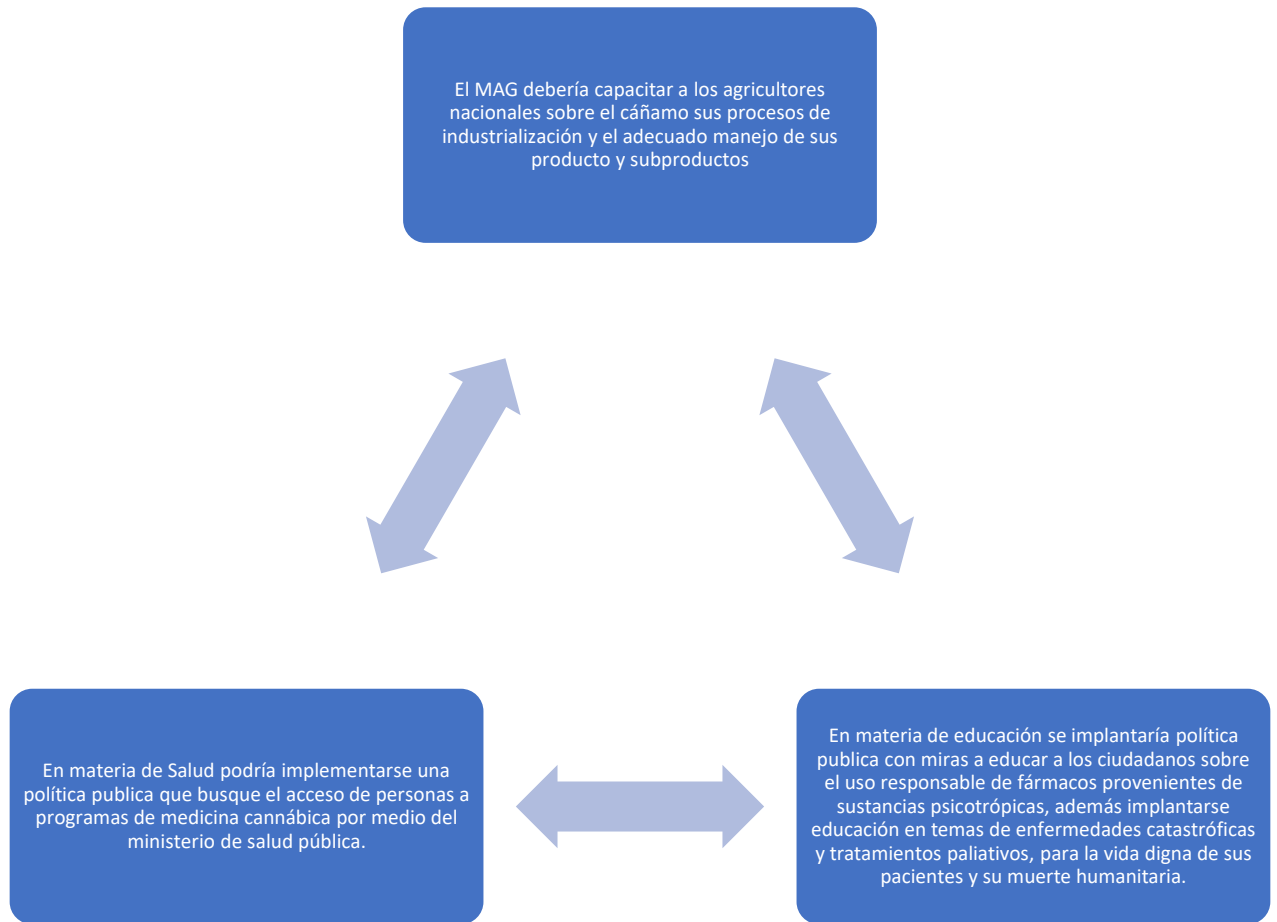 El MAG debería capacitar a los agricultores
nacionales sobre el cáñamo sus procesos de
industrialización y el adecuado manejo de sus
producto y subproductos
En materia de Salud podría implementarse una
política publica que busque el acceso de personas a
programas de medicina cannábica por medio del
ministerio de salud pública.
En materia de educación se implantaría política
publica con miras a educar a los ciudadanos sobre
el uso responsable de fármacos provenientes de
sustancias psicotrópicas, además implantarse
educación en temas de enfermedades catastróficas
y tratamientos paliativos, para la vida digna de sus
pacientes y su muerte humanitaria.